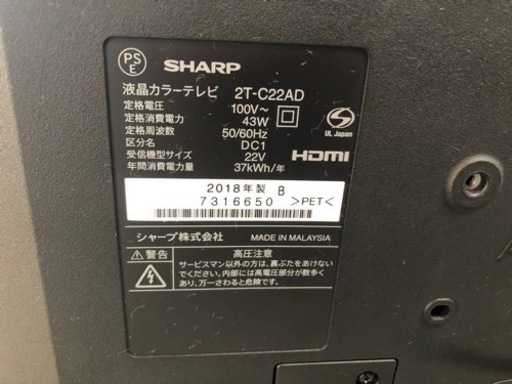 PS
E
SHARP
液晶カラーテレビ 2T-C22AD
定格電圧 100V～
定格消費電力 43W
定格周波数 50/60Hz
区分名 DC1
受信機型サイズ 22V
年間消費電力量 37kWh/年
UL Japan
HDMI
2018年製 B
7316650 >PET<
シャープ株式会社 MADE IN MALAYSIA
警告 高圧注意
サービスマン以外の方は、裏ぶたをあけない
でください。内部には高電圧部分が数多く
あり、万一さわると危険です。